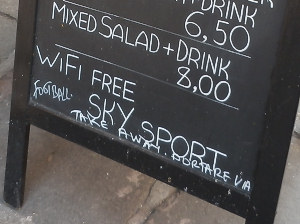 DRINK
6,50
MIXED SALAD + DRINK
8,00
WiFi FREE
FOOTBALL
SKY SPORT
TAKE AWAY. PORTARE VIA